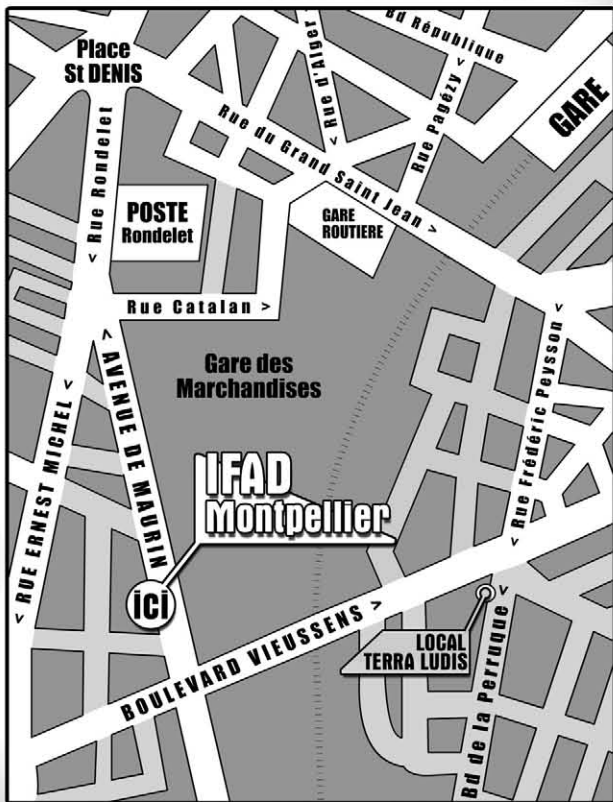 Bd République
Place
St DENIS
< Rue d'Alger
Rue Pagézy <
GARE
Rue du Grand Saint Jean >
< Rue Rondelet
POSTE
Rondelet
GARE
ROUTIERE
Rue Catalan >
Gare des
Marchandises
< Rue Frédéric Peysson <
< RUE ERNEST MICHEL <
< AVENUE DE MAURIN
IFAD
Montpellier
ici
BOULEVARD VIEUSSENS >
LOCAL
TERRA LUDIS
Bd de la Perruque <